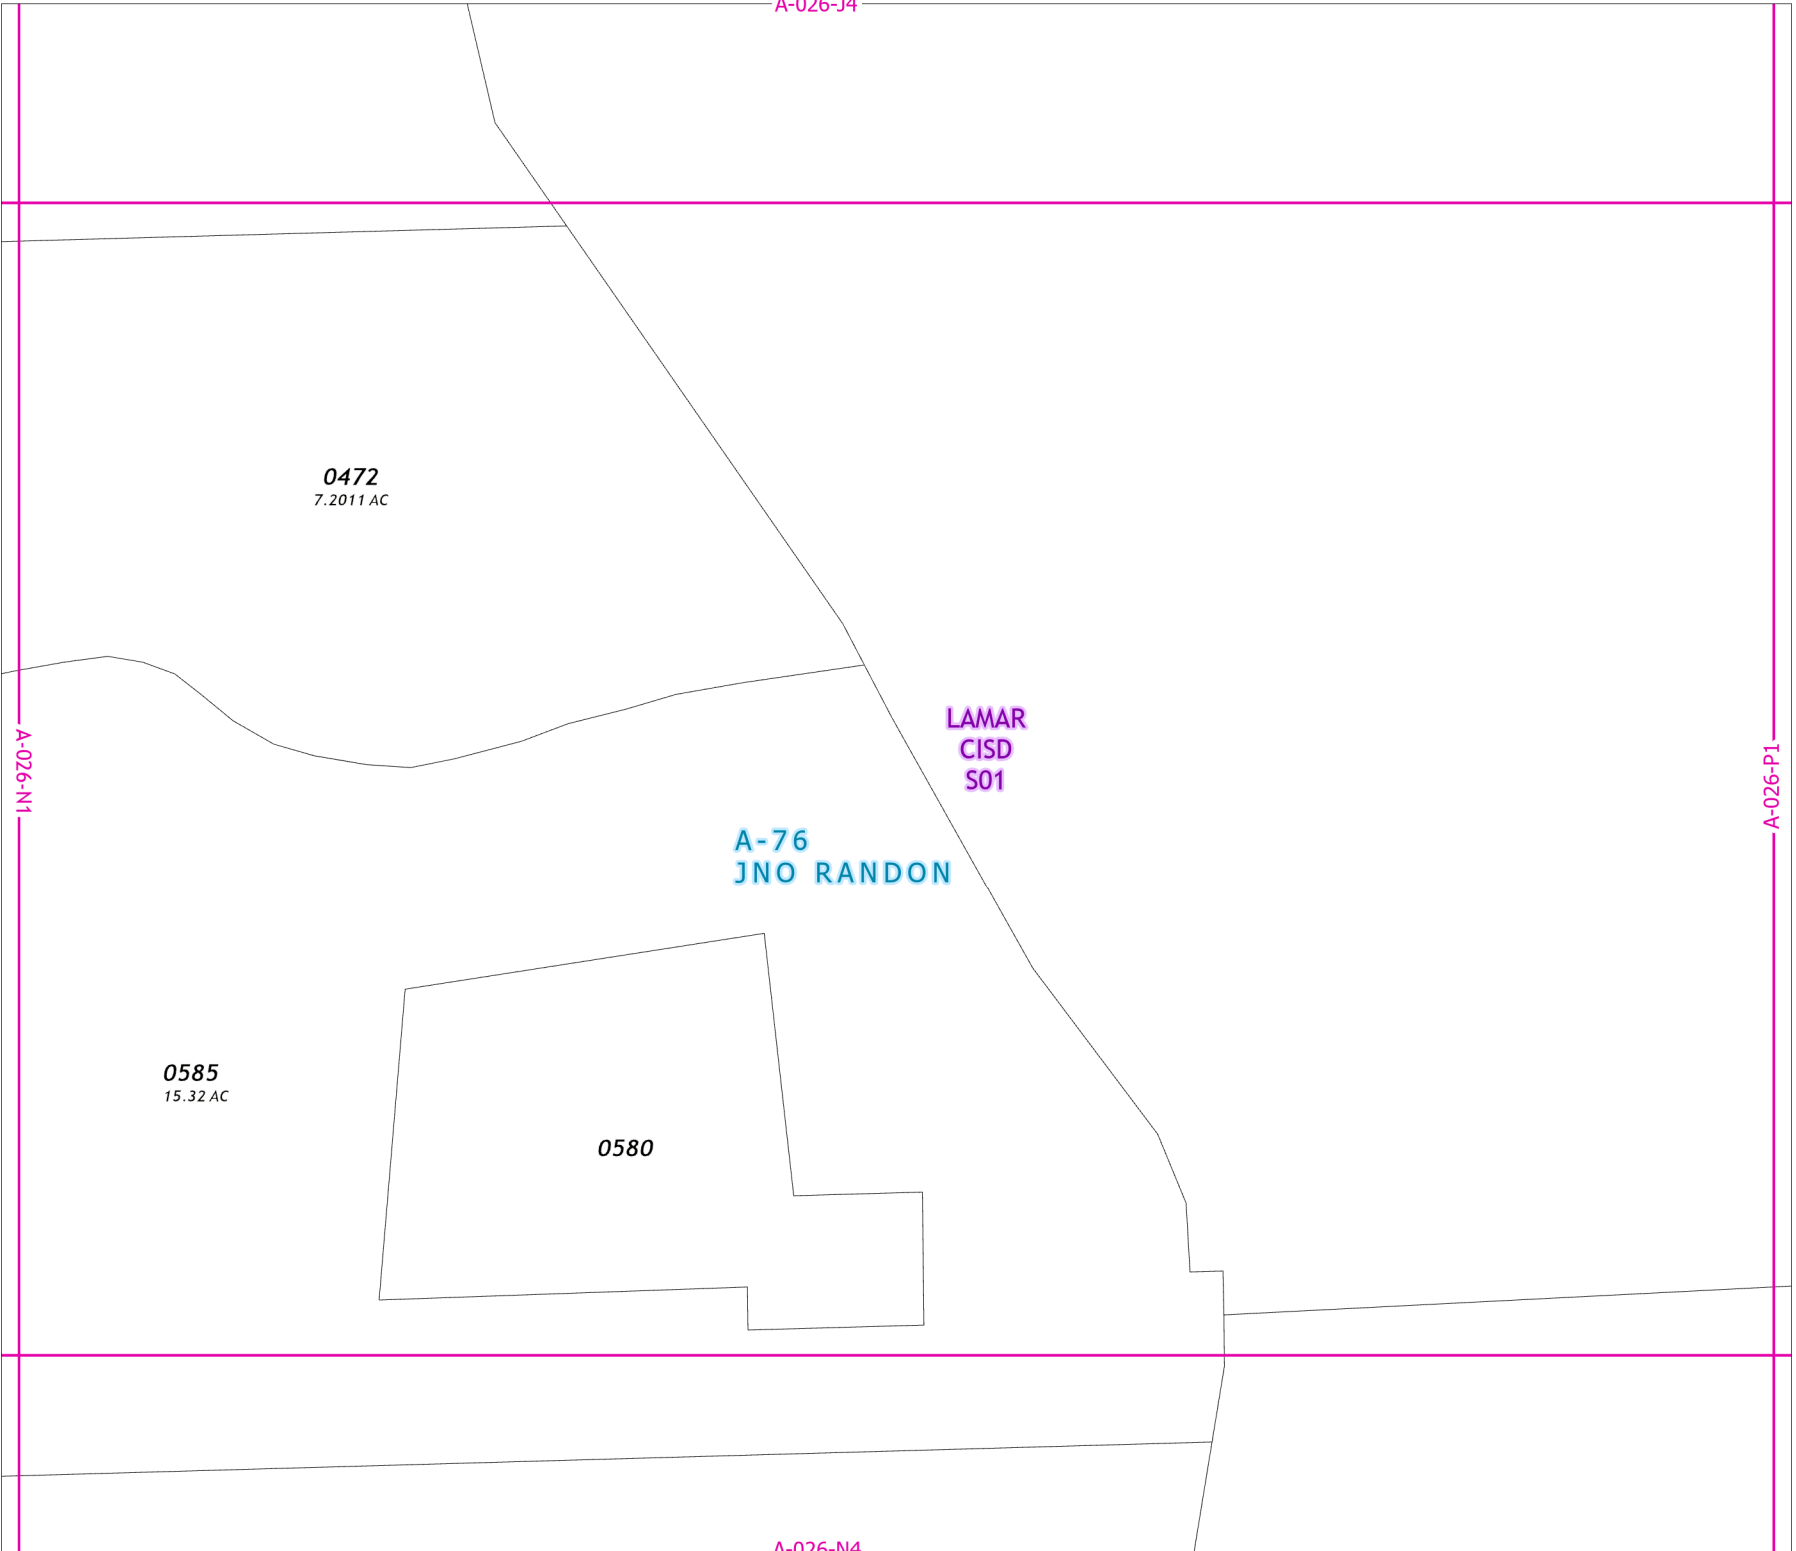 A-026-J4
0472
7.2011 AC
LAMAR
CISD
S01
A-026-N1
A-026-P1
A-76
JNO RANDON
0585
15.32 AC
0580
A-026-N4